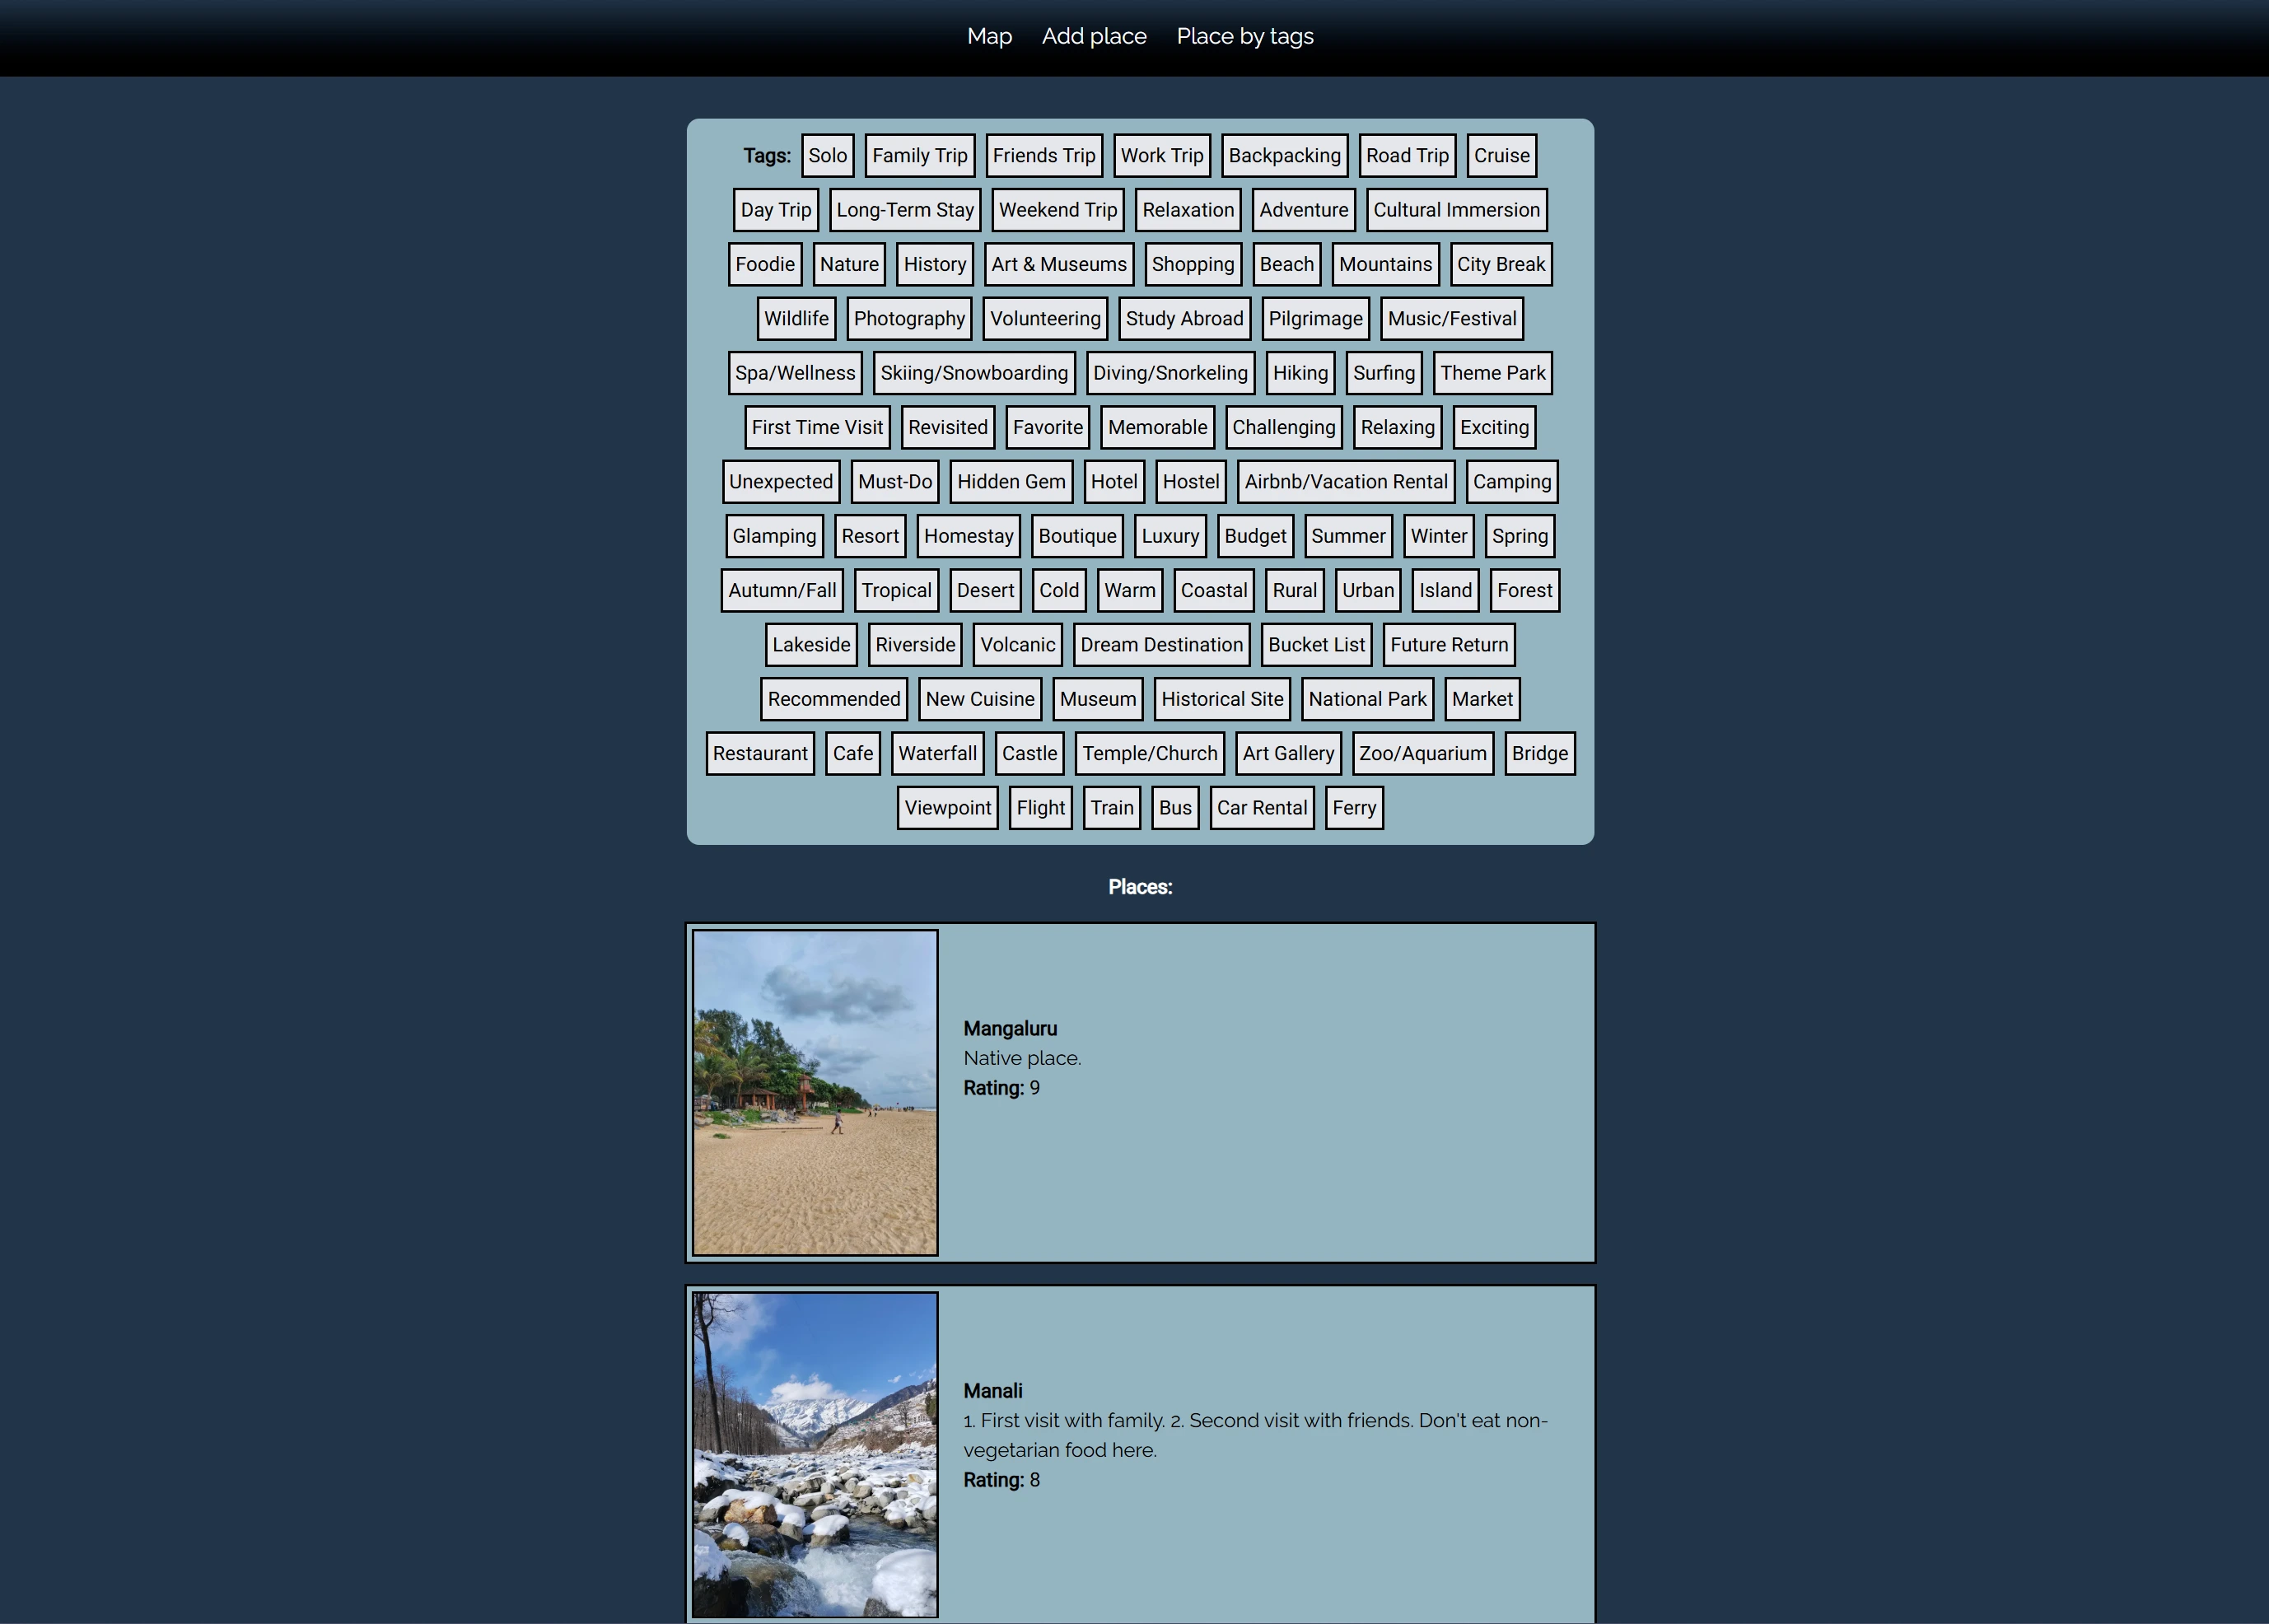 Map Add place Place by tags
Tags: Solo Family Trip Friends Trip Work Trip Backpacking Road Trip Cruise
Day Trip Long-Term Stay Weekend Trip Relaxation Adventure Cultural Immersion
Foodie Nature History Art & Museums Shopping Beach Mountains City Break
Wildlife Photography Volunteering Study Abroad Pilgrimage Music/Festival
Spa/Wellness Skiing/Snowboarding Diving/Snorkeling Hiking Surfing Theme Park
First Time Visit Revisited Favorite Memorable Challenging Relaxing Exciting
Unexpected Must-Do Hidden Gem Hotel Hostel Airbnb/Vacation Rental Camping
Glamping Resort Homestay Boutique Luxury Budget Summer Winter Spring
Autumn/Fall Tropical Desert Cold Warm Coastal Rural Urban Island Forest
Lakeside Riverside Volcanic Dream Destination Bucket List Future Return
Recommended New Cuisine Museum Historical Site National Park Market
Restaurant Cafe Waterfall Castle Temple/Church Art Gallery Zoo/Aquarium Bridge
Viewpoint Flight Train Bus Car Rental Ferry
Places:
Mangaluru
Native place.
Rating: 9
Manali
1. First visit with family. 2. Second visit with friends. Don't eat non-
vegetarian food here.
Rating: 8